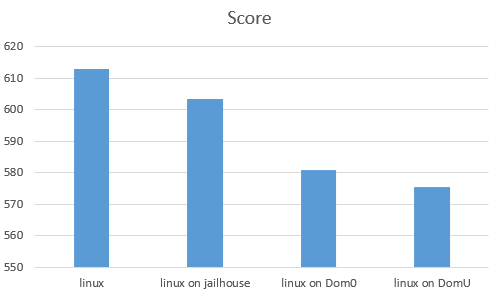 Score
620
610
600
590
580
570
560
550
linux
linux on jailhouse
linux on Dom0
linux on DomU